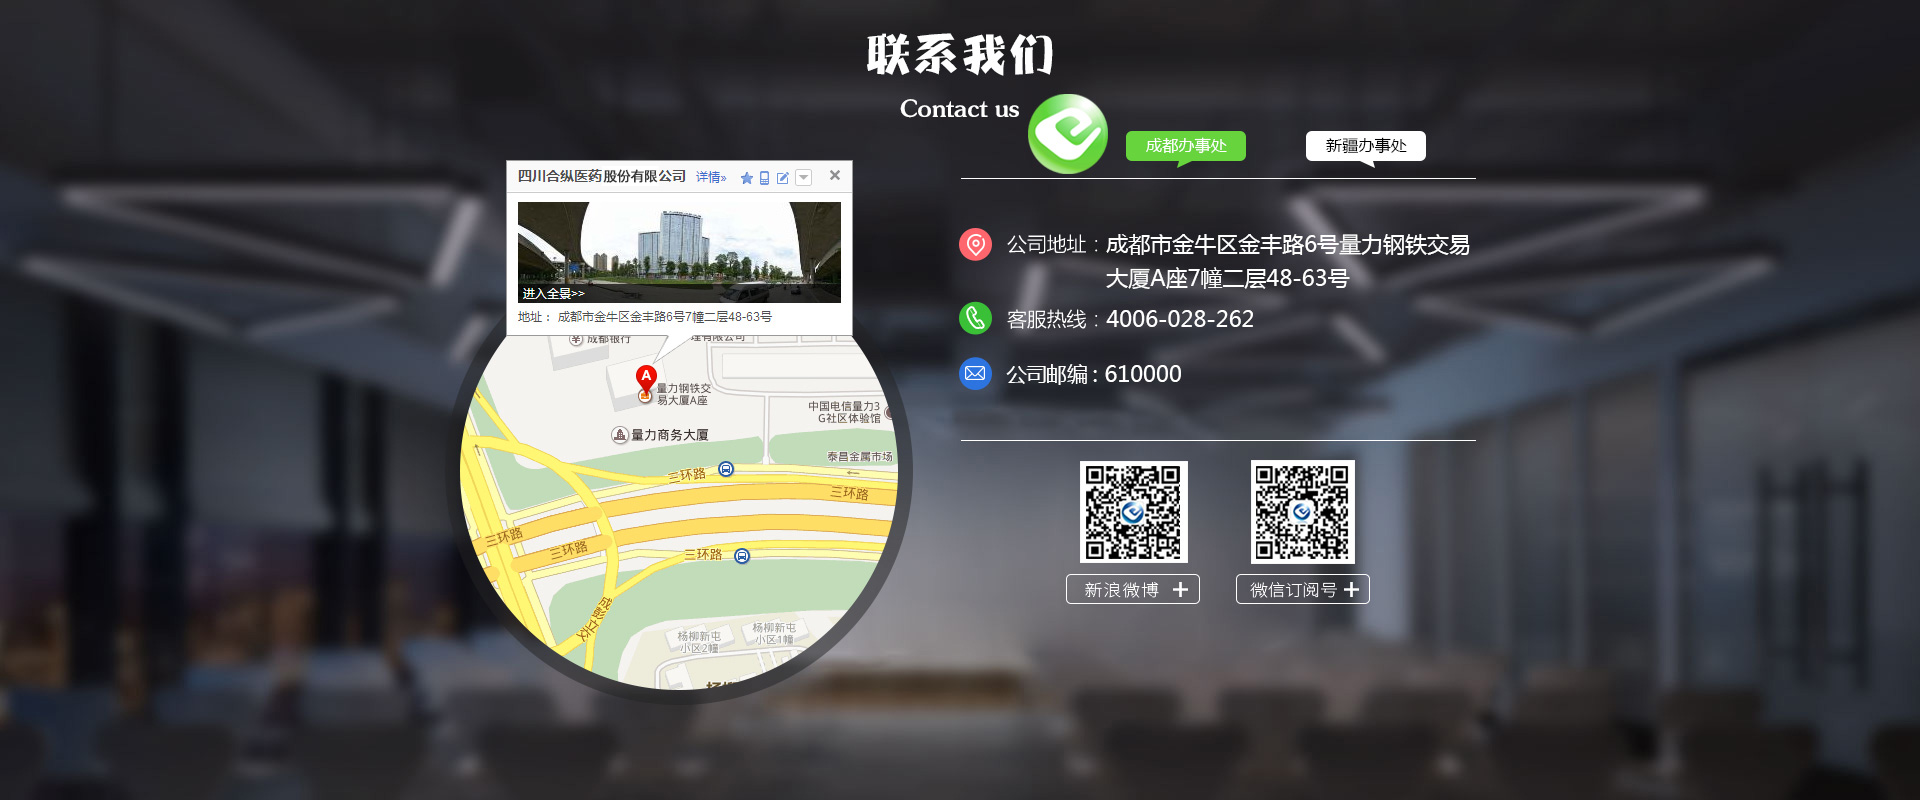 联系我们
Contact us
成都办事处
新疆办事处
四川合纵医药股份有限公司 详情»
进入全景>>
地址： 成都市金牛区金丰路6号7幢二层48-63号
公司地址：成都市金牛区金丰路6号量力钢铁交易
大厦A座7幢二层48-63号
客服热线：4006-028-262
公司邮编：610000
成都银行
理有限公司
A
量力钢铁交
易大厦A座
中国电信量力3
G社区体验馆
量力商务大厦
泰昌金属市场
三环路
三环路
三环路
三环路
三环路
成彭立交
杨柳新屯
小区2幢
杨柳新屯
小区1幢
新浪微博
微信订阅号